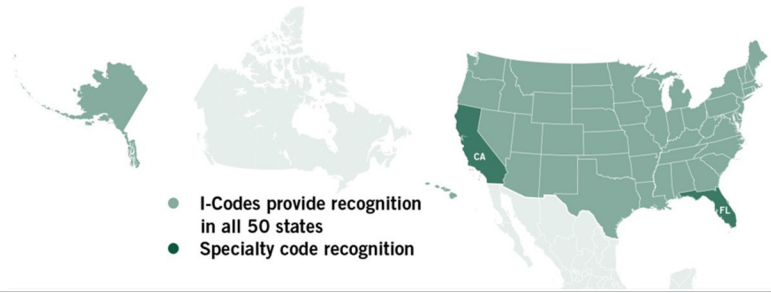 CA
FL
I-Codes provide recognition
in all 50 states
Specialty code recognition